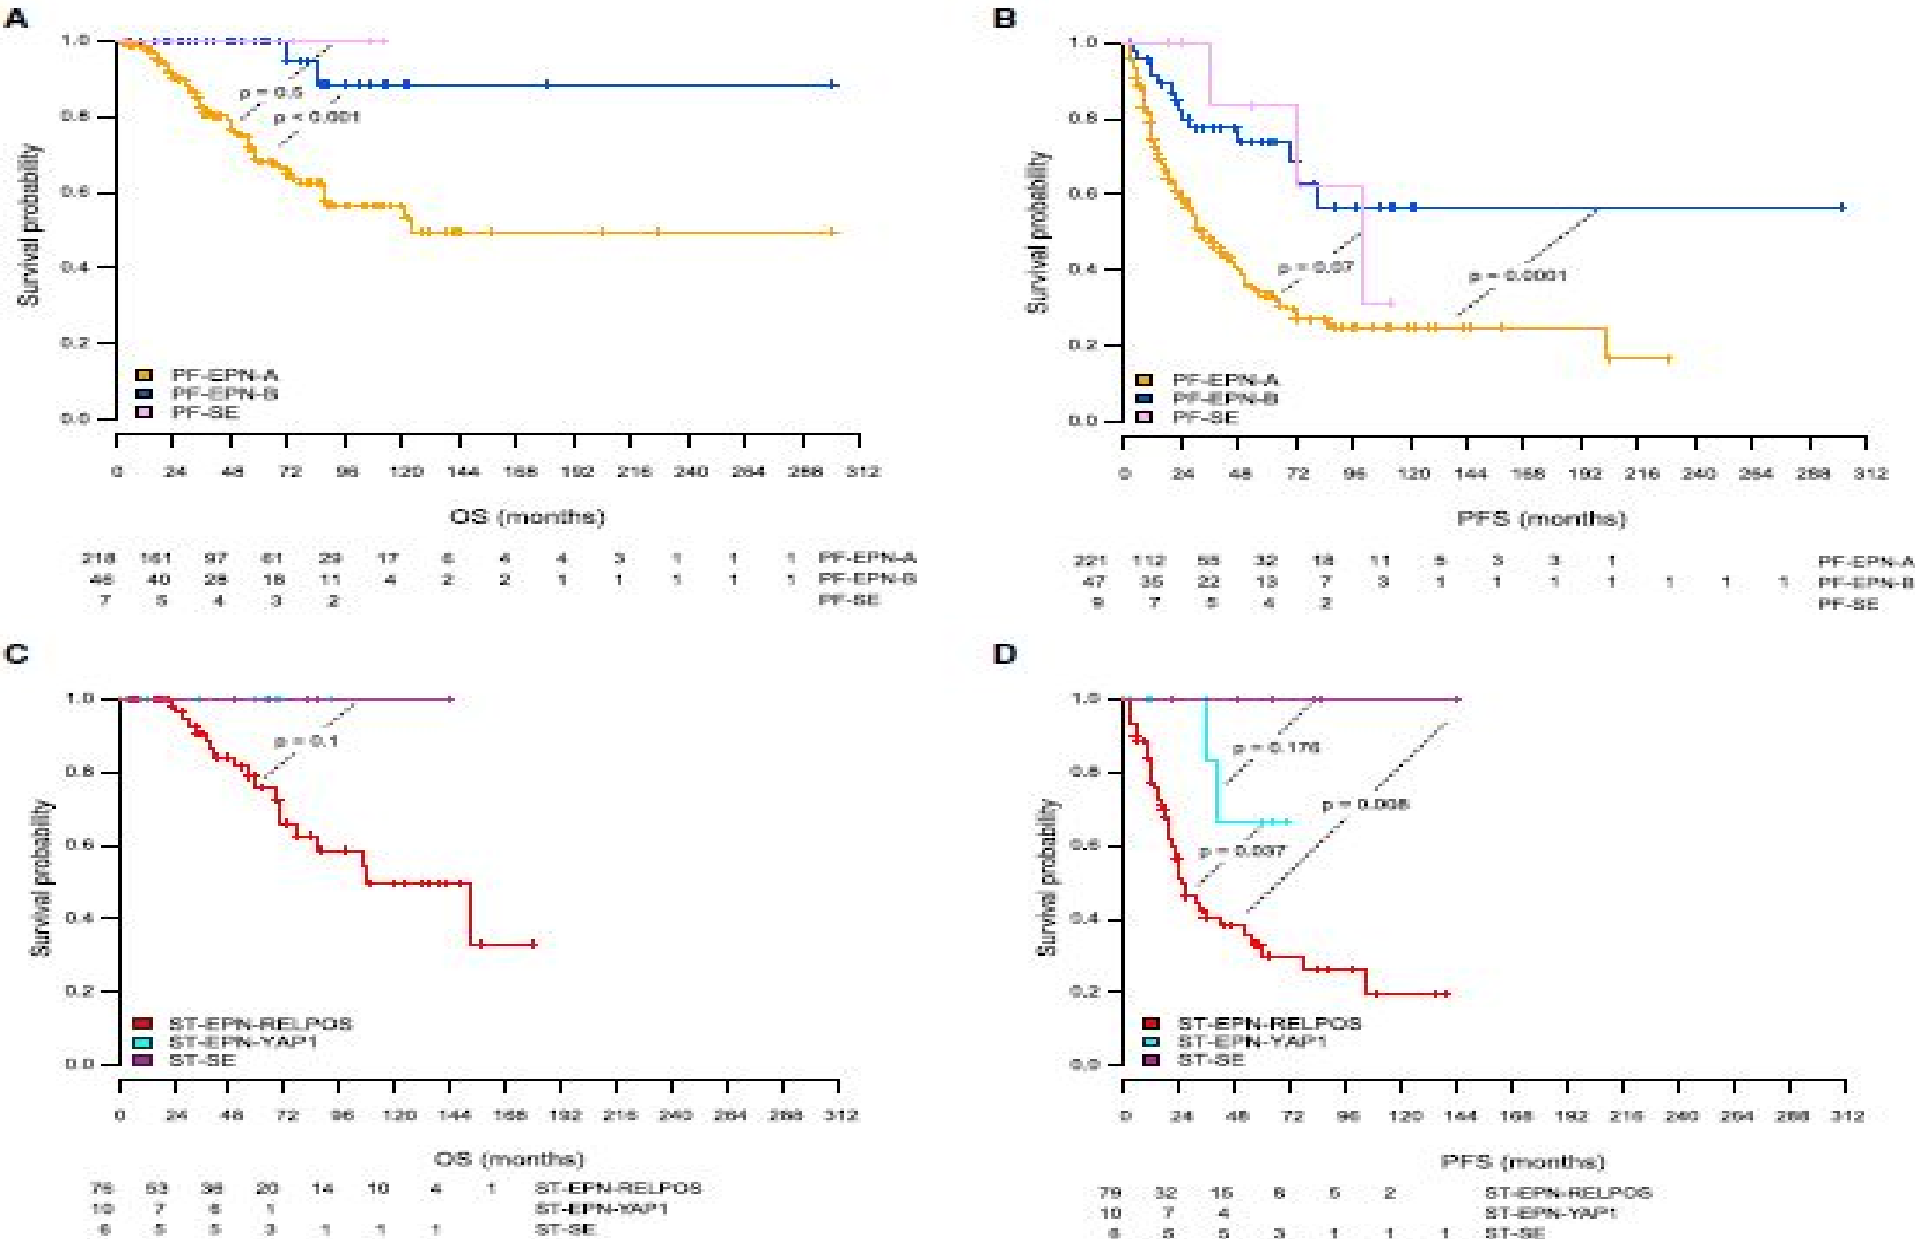 A
1.0
0.8
0.6
0.4
0.2
0.0
Survival probability
p = 0.5
p < 0.001
PF-EPN-A
PF-EPN-B
PF-SE
0 24 48 72 96 120 144 168 192 216 240 264 288 312
OS (months)
218 161 97 61 29 17 6 4 3 1 1 1 PF-EPN-A
46 40 28 18 11 4 2 2 1 1 1 1 1 PF-EPN-B
7 5 4 3 2 PF-SE
B
1.0
0.8
0.6
0.4
0.2
0.0
Survival probability
p = 0.07
p = 0.0001
PF-EPN-A
PF-EPN-B
PF-SE
0 24 48 72 96 120 144 168 192 216 240 264 288 312
PFS (months)
221 112 55 32 18 11 5 3 3 1 PF-EPN-A
47 35 22 13 7 3 1 1 1 1 1 1 1 PF-EPN-B
9 7 5 4 2 PF-SE
C
1.0
0.8
0.6
0.4
0.2
0.0
Survival probability
p = 0.1
ST-EPN-RELPOS
ST-EPN-YAP1
ST-SE
0 24 48 72 96 120 144 168 192 216 240 264 288 312
OS (months)
53 20 14 10 4 1 ST-EPN-RELPOS
10 7 6 1 ST-EPN-YAP1
6 5 5 3 1 1 1 ST-SE
D
1.0
0.8
0.6
0.4
0.2
0.0
Survival probability
p = 0.176
p = 0.008
p = 0.037
ST-EPN-RELPOS
ST-EPN-YAP1
ST-SE
0 24 48 72 96 120 144 168 192 216 240 264 288 312
PFS (months)
79 32 5 2 ST-EPN-RELPOS
10 7 4 ST-EPN-YAP1
5 5 3 1 1 1 ST-SE